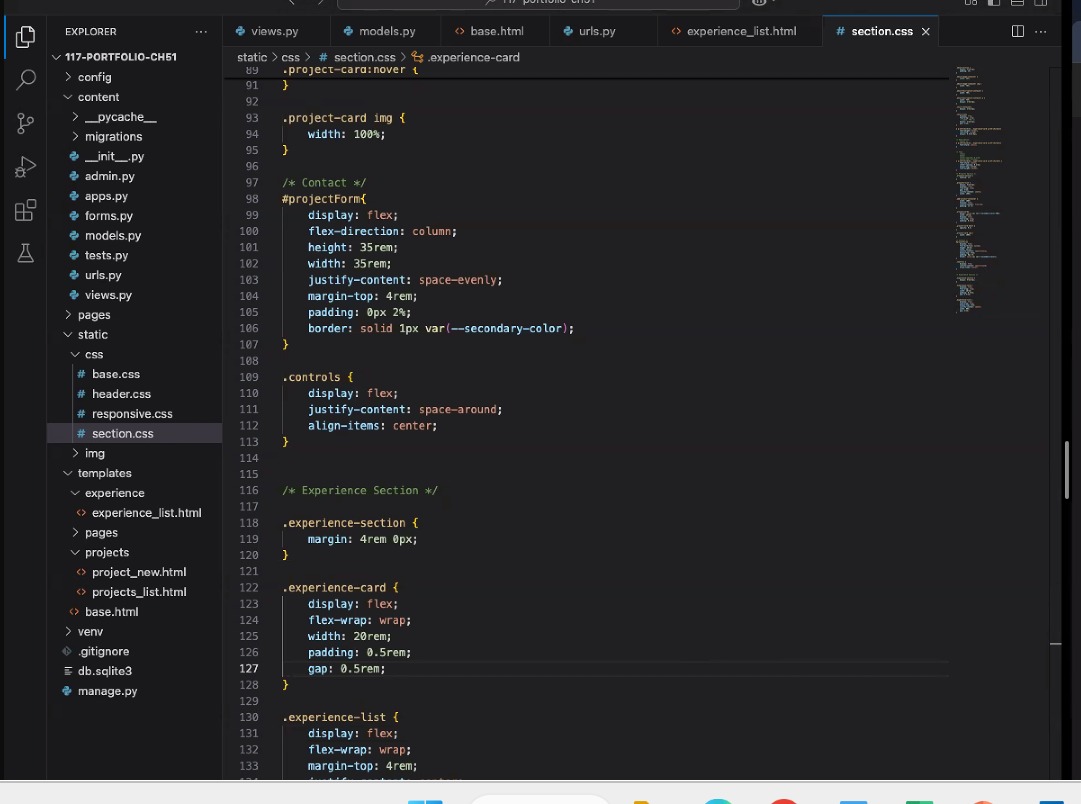 117-portfolio-ch51
EXPLORER
views.py
models.py
base.html
urls.py
experience_list.html
# section.css
117-PORTFOLIO-CH51
config
content
__pycache__
migrations
__init__.py
admin.py
apps.py
forms.py
models.py
tests.py
urls.py
views.py
pages
static
css
# base.css
# header.css
# responsive.css
# section.css
img
templates
experience
experience_list.html
pages
projects
project_new.html
projects_list.html
base.html
venv
.gitignore
db.sqlite3
manage.py
static > css > # section.css > .experience-card
89 .project-card:hover {
91 }
92
93 .project-card img {
94 width: 100%;
95 }
96
97 /* Contact */
98 #projectForm{
99 display: flex;
100 flex-direction: column;
101 height: 35rem;
102 width: 35rem;
103 justify-content: space-evenly;
104 margin-top: 4rem;
105 padding: 0px 2%;
106 border: solid 1px var(--secondary-color);
107 }
108
109 .controls {
110 display: flex;
111 justify-content: space-around;
112 align-items: center;
113 }
114
115
116 /* Experience Section */
117
118 .experience-section {
119 margin: 4rem 0px;
120 }
121
122 .experience-card {
123 display: flex;
124 flex-wrap: wrap;
125 width: 20rem;
126 padding: 0.5rem;
127 gap: 0.5rem;
128 }
129
130 .experience-list {
131 display: flex;
132 flex-wrap: wrap;
133 margin-top: 4rem;